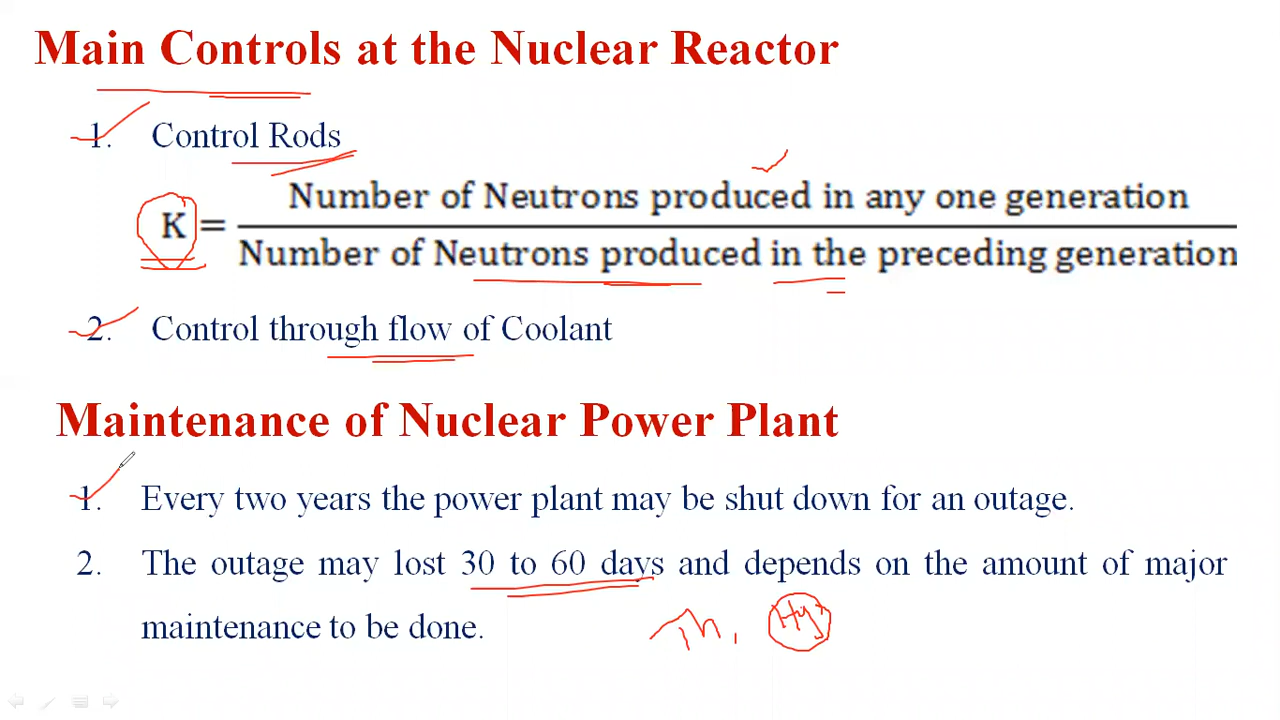 Main Controls at the Nuclear Reactor
1. Control Rods
K = Number of Neutrons produced in any one generation
Number of Neutrons produced in the preceding generation
2. Control through flow of Coolant
Maintenance of Nuclear Power Plant
1. Every two years the power plant may be shut down for an outage.
2. The outage may lost 30 to 60 days and depends on the amount of major
maintenance to be done.
Th, Hy